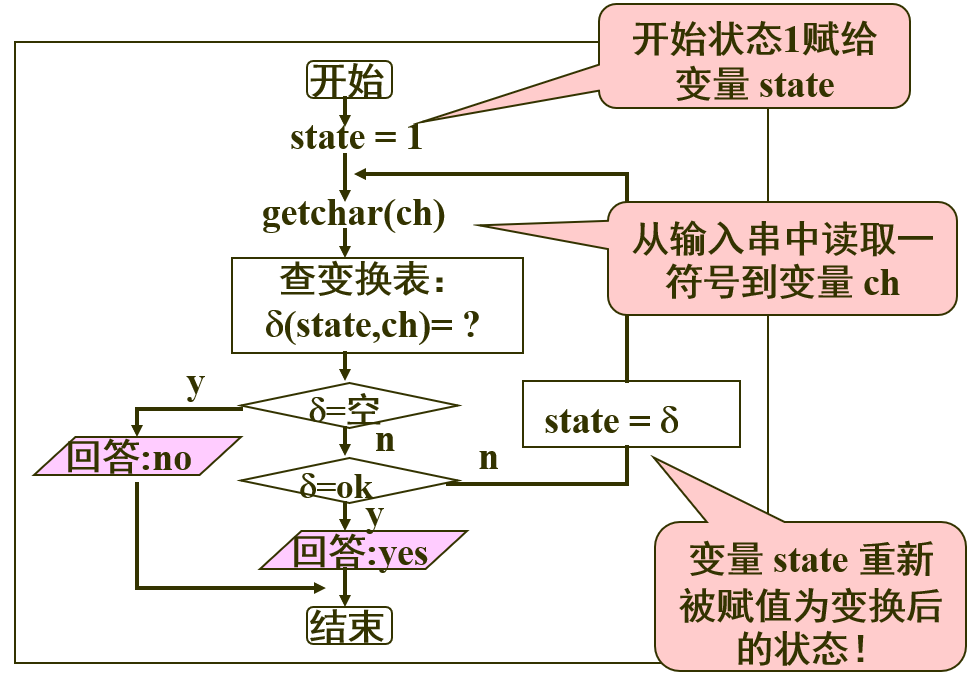 开始状态1赋给
变量 state
开始
state = 1
getchar(ch)
从输入串中读取一
符号到变量 ch
查变换表：
δ(state,ch)= ?
y
δ=空
n
state = δ
回答:no
δ=ok
n
y
回答:yes
变量 state 重新
被赋值为变换后
的状态！
结束